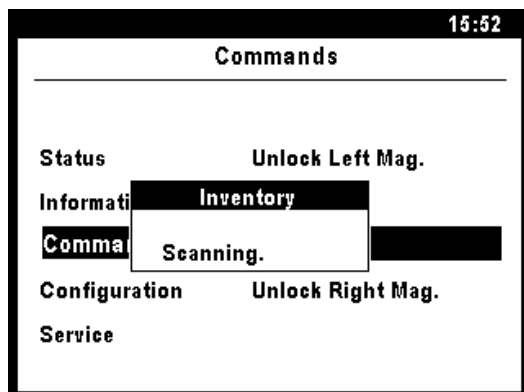 15:52
Commands
Status Unlock Left Mag.
Informati
Inventory
Comma
Scanning.
Configuration Unlock Right Mag.
Service